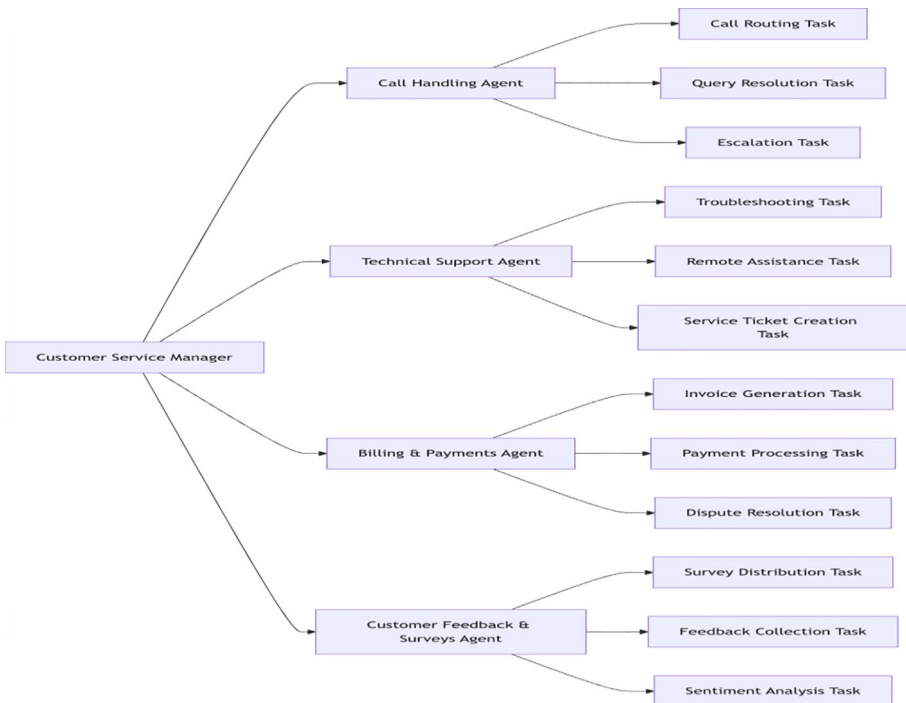 Call Routing Task
Call Handling Agent
Query Resolution Task
Escalation Task
Troubleshooting Task
Technical Support Agent
Remote Assistance Task
Service Ticket Creation
Task
Customer Service Manager
Invoice Generation Task
Billing & Payments Agent
Payment Processing Task
Dispute Resolution Task
Survey Distribution Task
Customer Feedback &
Surveys Agent
Feedback Collection Task
Sentiment Analysis Task